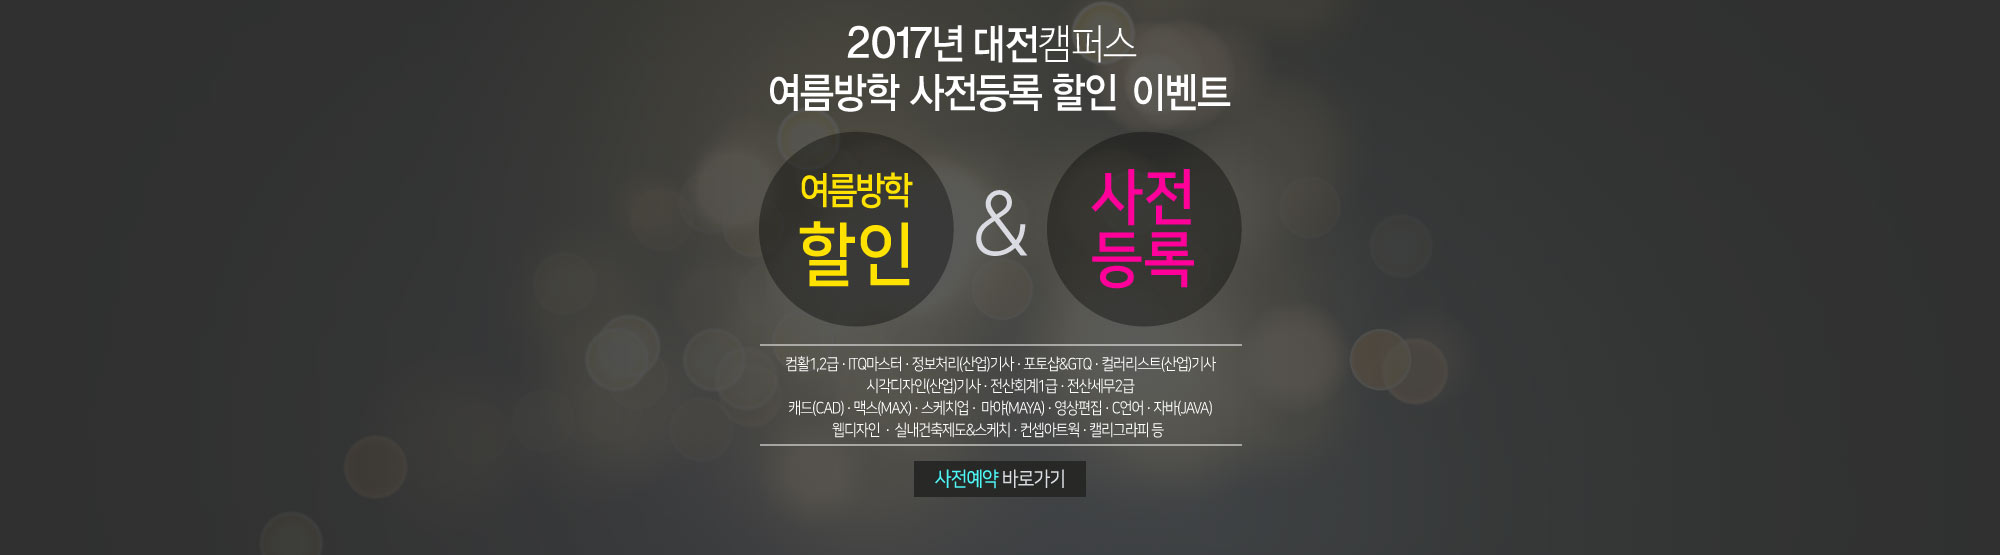 2017년 대전캠퍼스
여름방학 사전등록 할인 이벤트
여름방학
할인
&
사전
등록
컴활1,2급 · ITQ마스터 · 정보처리(산업)기사 · 포토샵&GTQ · 컬러리스트(산업)기사
시각디자인(산업)기사 · 전산회계1급 · 전산세무2급
캐드(CAD) · 맥스(MAX) · 스케치업 · 마야(MAYA) · 영상편집 · C언어 · 자바(JAVA)
웹디자인 · 실내건축제도&스케치 · 컨셉아트웍 · 캘리그라피 등
사전예약 바로가기